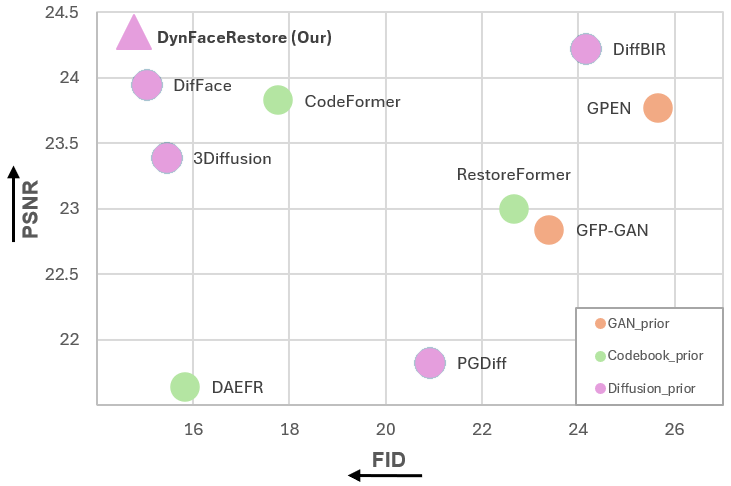 24.5
DynFaceRestore (Our)
DiffBIR
24
DifFace
CodeFormer
GPEN
23.5
3Diffusion
RestoreFormer
PSNR
23
GFP-GAN
22.5
GAN_prior
22
Codebook_prior
PGDiff
DAEFR
Diffusion_prior
16 18 20 22 24 26
FID